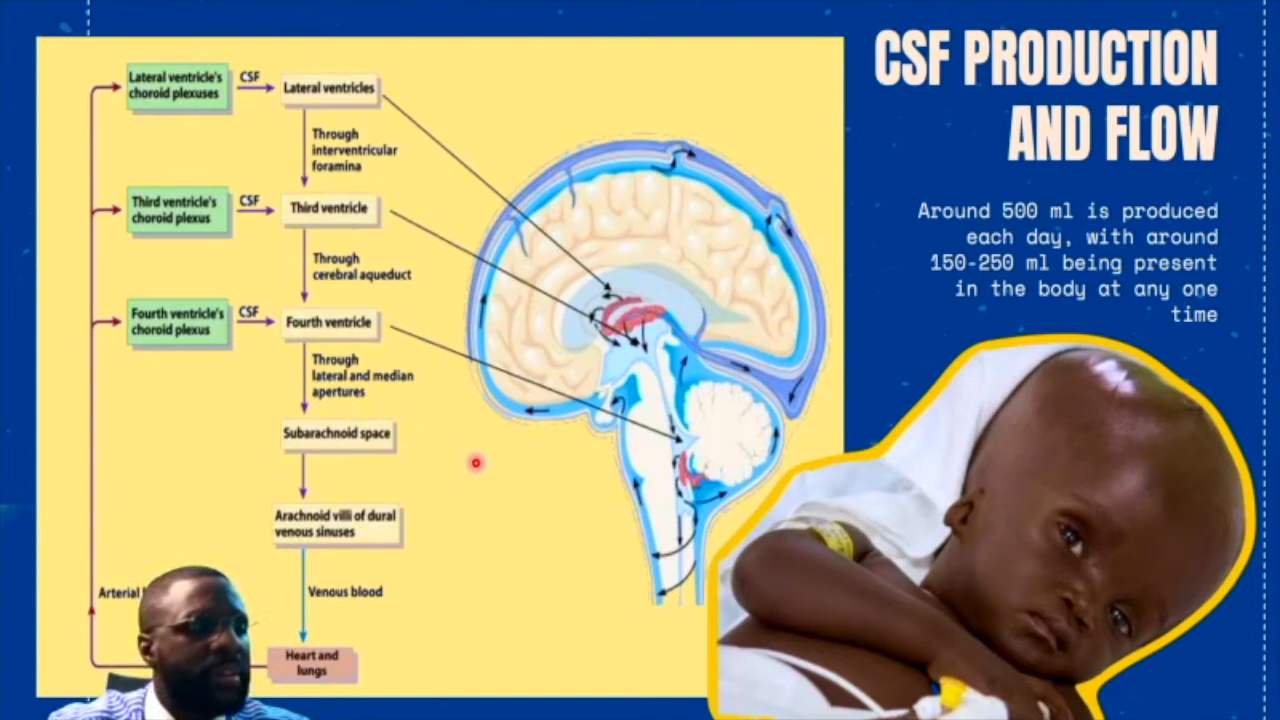 CSF PRODUCTION
AND FLOW
Around 500 ml is produced
each day, with around
150-250 ml being present
in the body at any one
time
Lateral ventricle's
choroid plexuses
CSF
Lateral ventricles
Through
interventricular
foramina
Third ventricle's
choroid plexus
CSF
Third ventricle
Through
cerebral aqueduct
Fourth ventricle's
choroid plexus
CSF
Fourth ventricle
Through
lateral and median
apertures
Subarachnoid space
Arachnoid villi of dural
venous sinuses
Arterial
Venous blood
Heart and
lungs